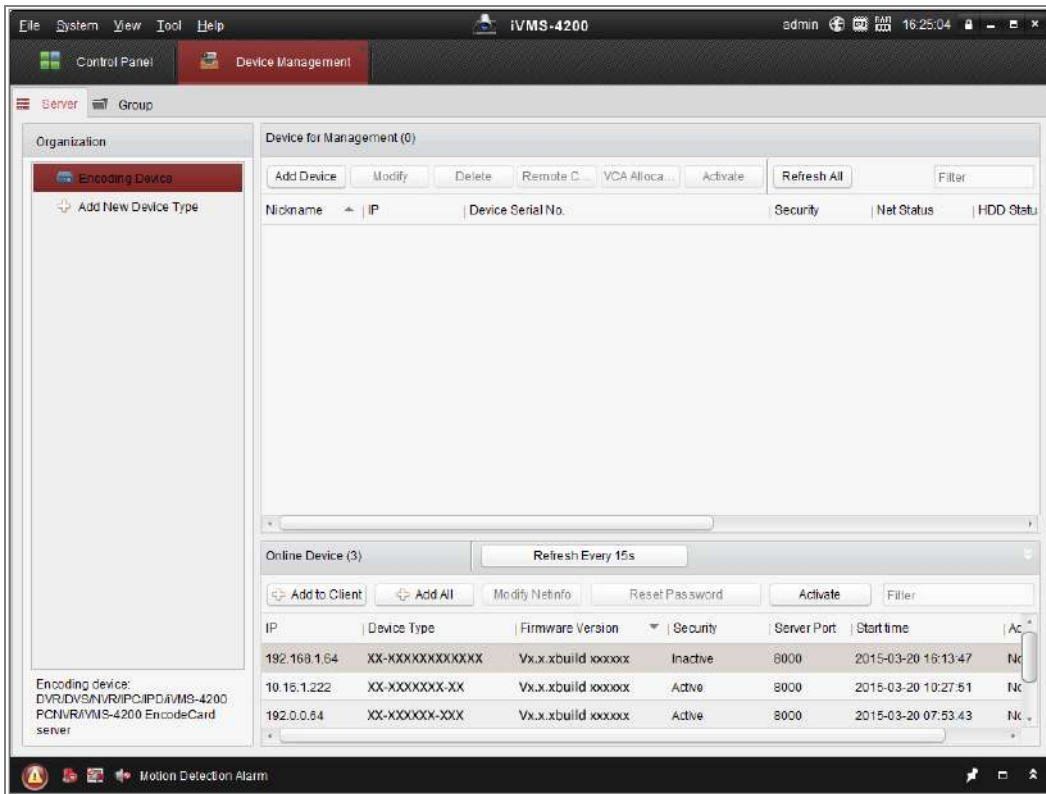 File System View Tool Help iVMS-4200 admin 16:25:04
Control Panel Device Management
Server Group
Organization
Encoding Device
Add New Device Type
Encoding device:
DVR/DVS/NVR/IPC/IPD/iVMS-4200
PCNVR/iVMS-4200 EncodeCard
server
Device for Management (0)
Add Device Modify Delete Remote C... VCA Alloca... Activate Refresh All Filter
Nickname IP Device Serial No. Security Net Status HDD Statu
Online Device (3) Refresh Every 15s
Add to Client Add All Modify Netinfo Reset Password Activate Filter
IP Device Type Firmware Version Security Server Port Start time Ac
192.168.1.64 XX-XXXXXXXXXXXX Vx.x.xbuild xxxxxx Inactive 8000 2015-03-20 16:13:47 No
10.16.1.222 XX-XXXXXXX-XX Vx.x.xbuild xxxxxx Active 8000 2015-03-20 10:27:51 No
192.0.0.64 XX-XXXXXX-XXX Vx.x.xbuild xxxxxx Active 8000 2015-03-20 07:53:43 No
Motion Detection Alarm